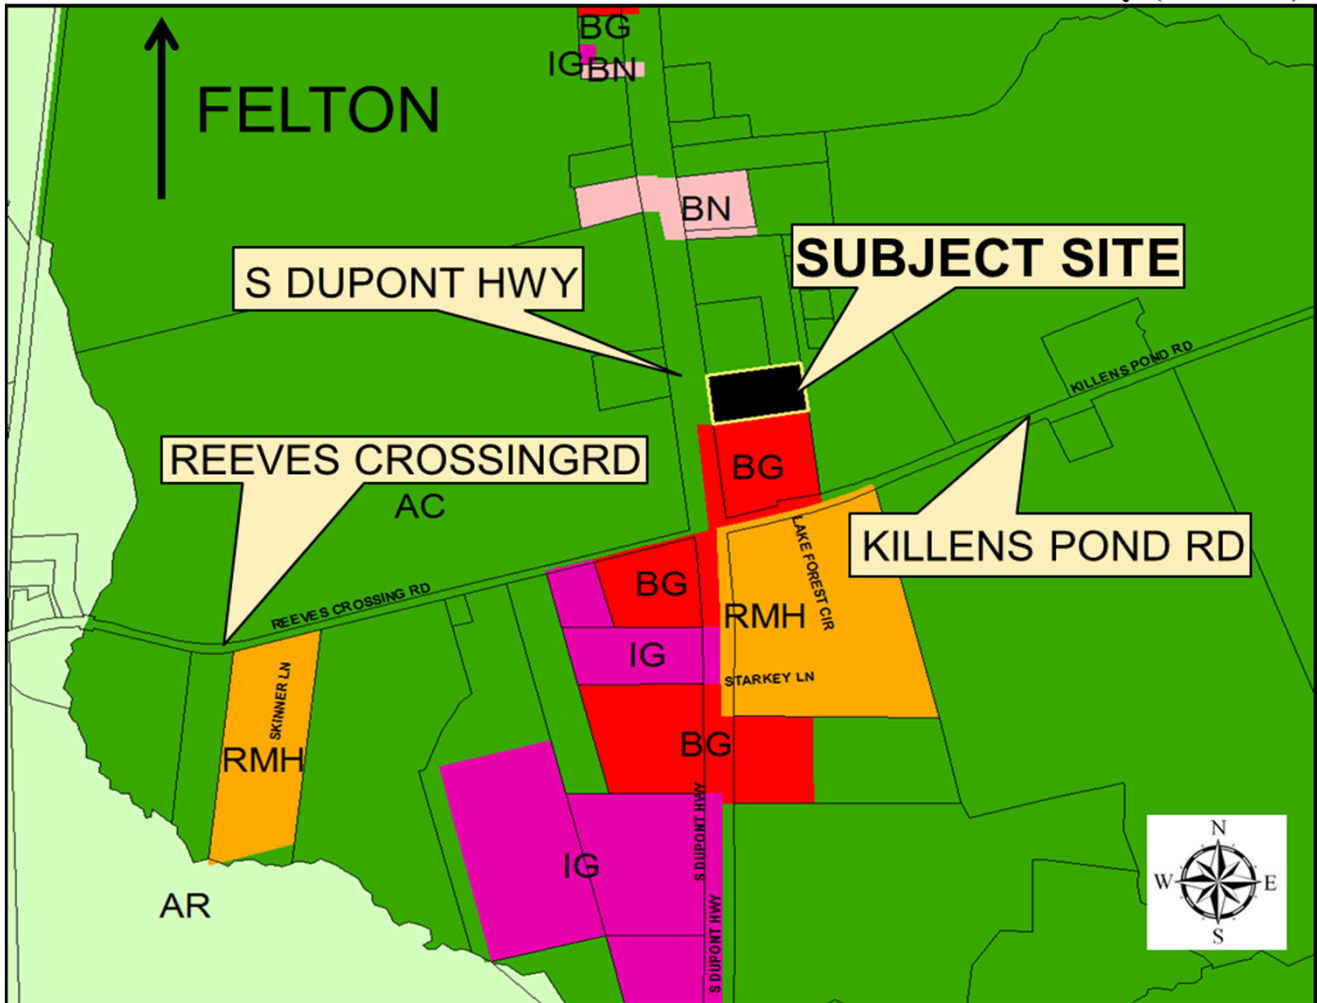 BG
IG
BN
FELTON
BN
SUBJECT SITE
S DUPONT HWY
KILLENS POND RD
REEVES CROSSINGRD
BG
AC
KILLENS POND RD
LAKE FOREST CIR
BG
REEVES CROSSING RD
RMH
IG
STARKEY LN
SKINNER LN
BG
RMH
S DUPONT HWY
IG
AR
S DUPONT HWY
N
W
E
S